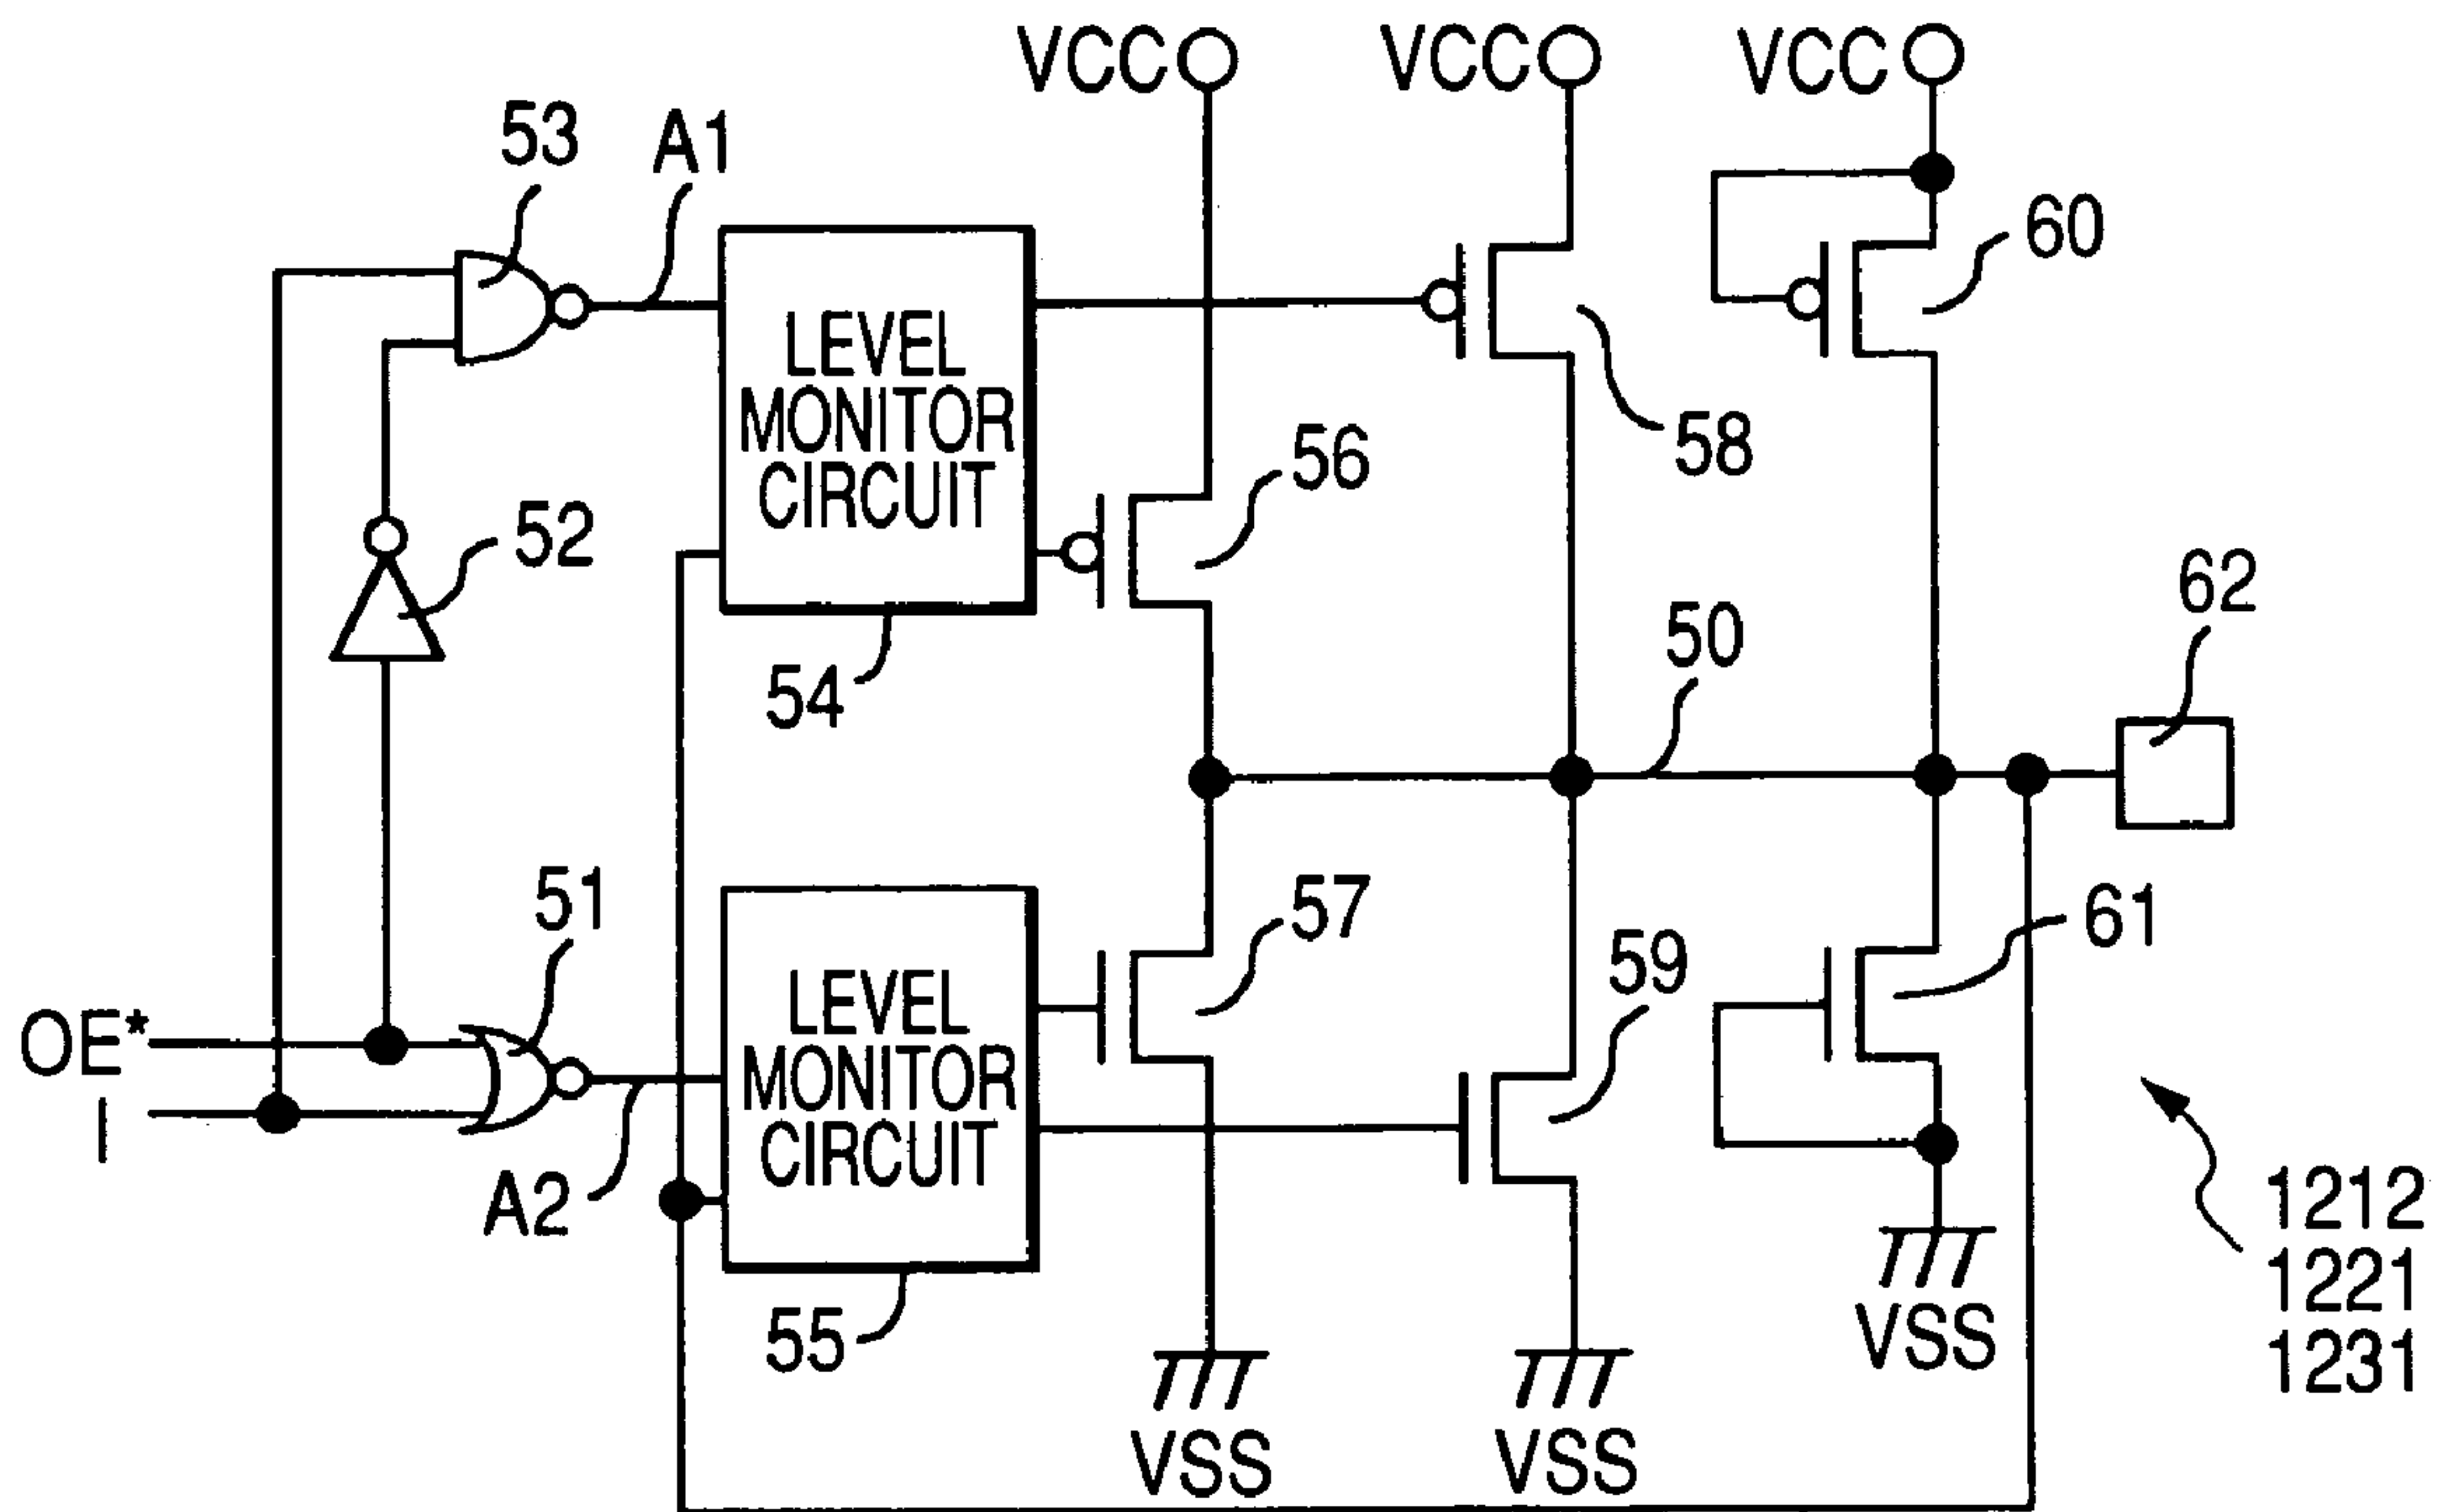 VCC
VCC
VCC
53
A1
60
LEVEL
MONITOR
CIRCUIT
58
56
52
62
50
54
51
57
61
59
OE*
I
LEVEL
MONITOR
CIRCUIT
A2
55
1212
1221
1231
VSS
VSS
VSS